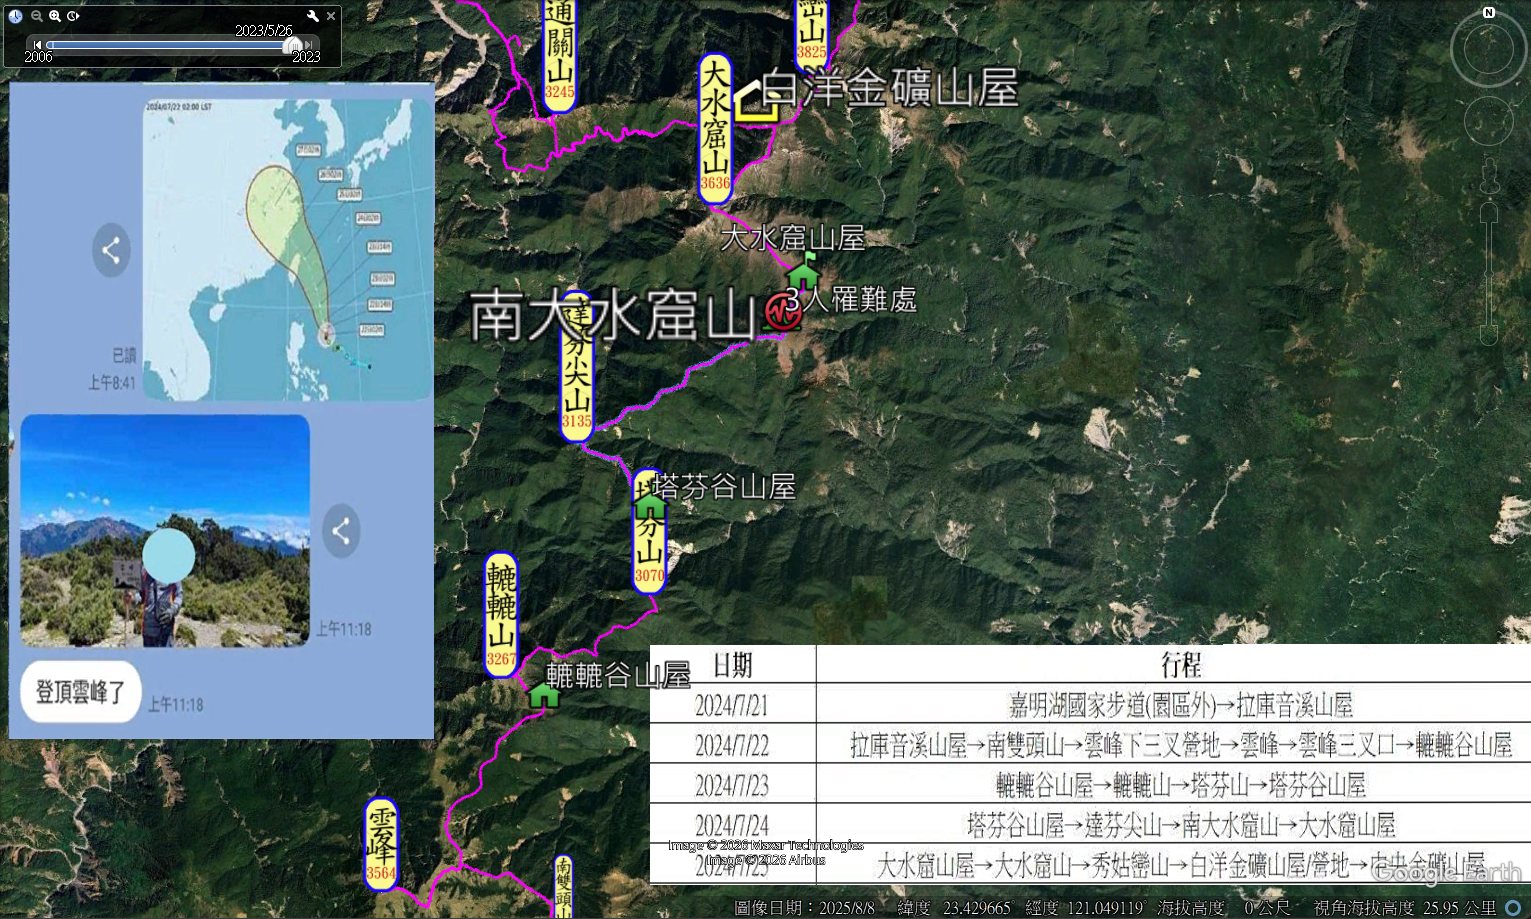 2023/5/26
2006
2023
N
通關山
3245
巒山
3825
大水窟山
3636
白洋金礦山屋
大水窟山屋
3人罹難處
南大水窟山
達芬尖山
3135
塔芬谷山屋
芬山
3070
轆轆山
3267
轆轆谷山屋
雲峰
3564
南雙頭山
2024/07/22 02:00 LST
已讀
上午8:41
上午11:18
登頂雲峰了
上午11:18
日期 行程
2024/7/21 嘉明湖國家步道(園區外)→拉庫音溪山屋
2024/7/22 拉庫音溪山屋→南雙頭山→雲峰下三叉營地→雲峰→雲峰三叉口→轆轆谷山屋
2024/7/23 轆轆谷山屋→轆轆山→塔芬山→塔芬谷山屋
2024/7/24 塔芬谷山屋→達芬尖山→南大水窟山→大水窟山屋
2024/7/25 大水窟山屋→大水窟山→秀姑巒山→白洋金礦山屋/營地→中央金礦山屋
Image © 2026 Maxar Technologies
Image © 2026 Airbus
Google Earth
圖像日期：2025/8/8 緯度 23.429665 經度 121.049119 海拔高度 0 公尺 視角海拔高度 25.95 公里